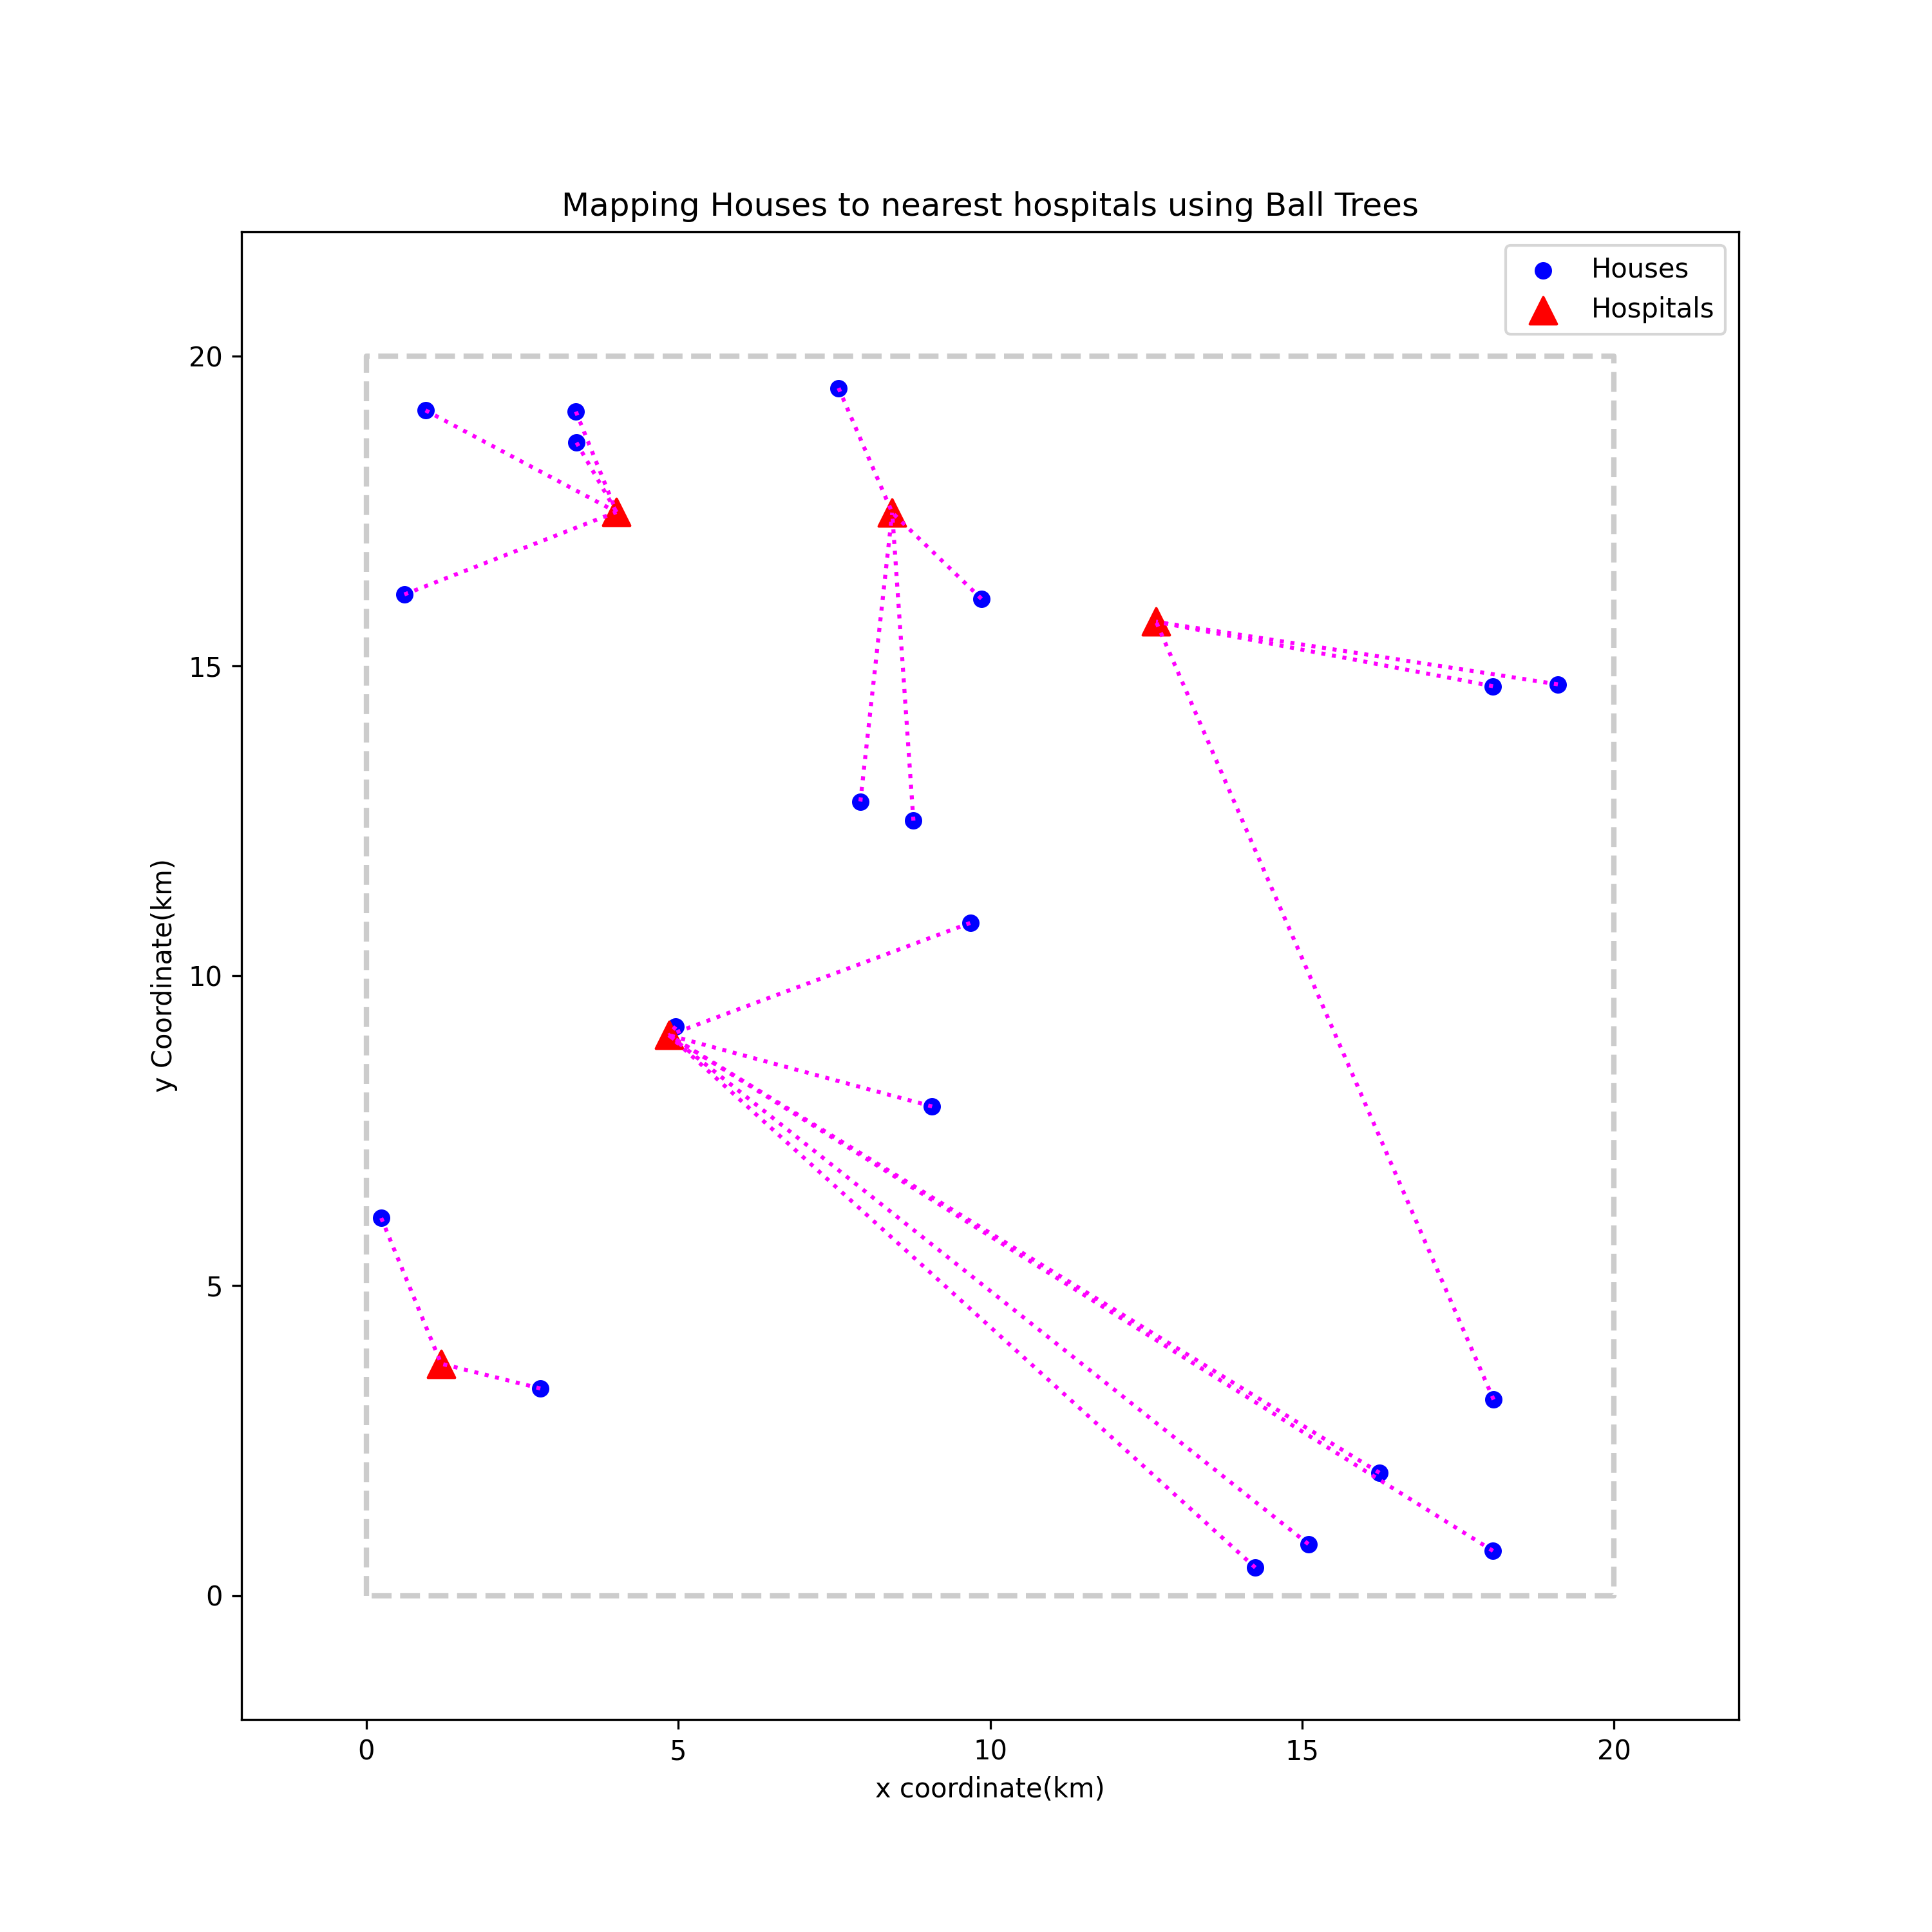 Mapping Houses to nearest hospitals using Ball Trees
Houses
Hospitals
20
15
10
5
0
y Coordinate(km)
0 5 10 15 20
x coordinate(km)